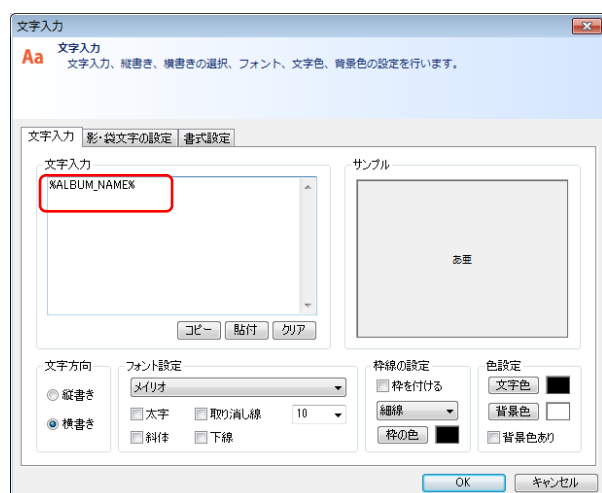 文字入力
Aa
文字入力
文字入力、縦書き、横書きの選択、フォント、文字色、背景色の設定を行います。
文字入力
影・袋文字の設定
書式設定
文字入力
%ALBUM_NAME%
コピー
貼付
クリア
サンプル
あ亜
文字方向
縦書き
横書き
フォント設定
メイリオ
太字
取り消し線
10
斜体
下線
枠線の設定
枠を付ける
細線
枠の色
色設定
文字色
背景色
背景色あり
OK
キャンセル